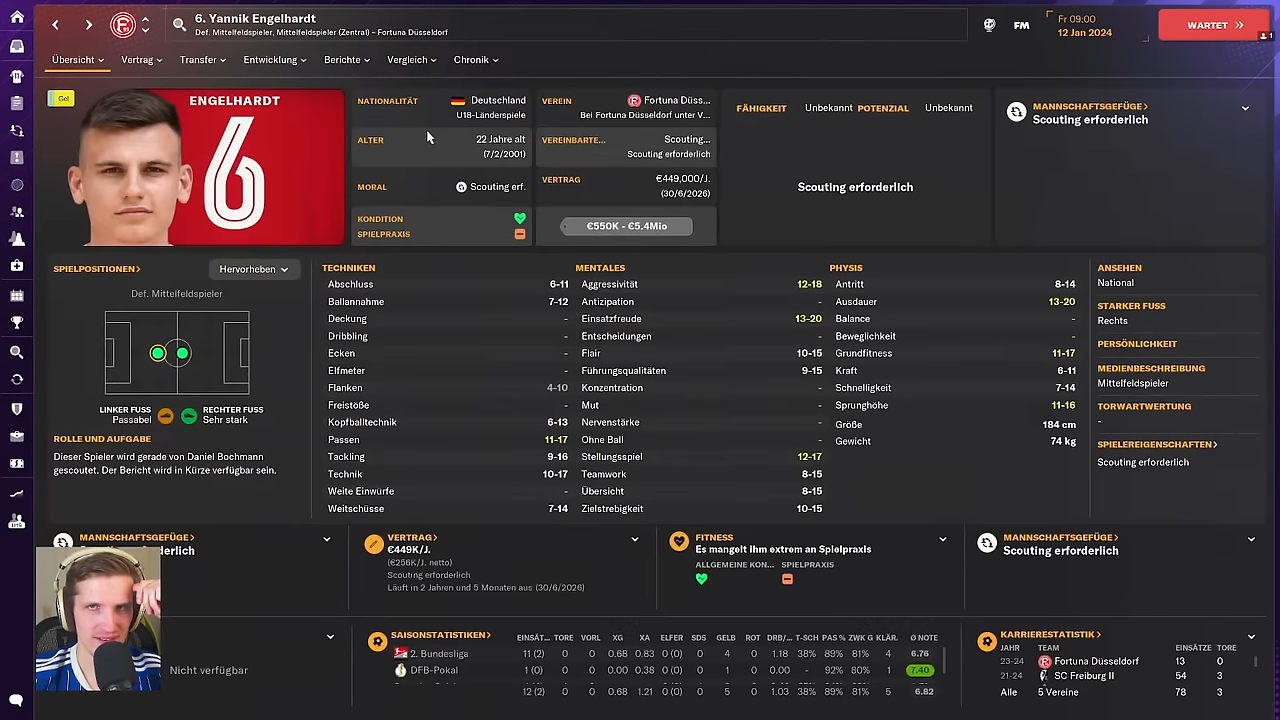 6. Yannik Engelhardt
Def. Mittelfeldspieler, Mittelfeldspieler (Zentral) – Fortuna Düsseldorf
FM
Fr 09:00
12 Jan 2024
WARTET
1
Übersicht
Vertrag
Transfer
Entwicklung
Berichte
Vergleich
Chronik
Gel
ENGELHARDT
6
NATIONALITÄT
Deutschland
U18-Länderspiele
ALTER
22 Jahre alt
(7/2/2001)
MORAL
Scouting erf.
KONDITION
SPIELPRAXIS
VEREIN
Fortuna Düss...
Bei Fortuna Düsseldorf unter V...
VEREINBARTE...
Scouting...
Scouting erforderlich
VERTRAG
€449,000/J.
(30/6/2026)
€550K - €5.4Mio
FÄHIGKEIT
Unbekannt
POTENZIAL
Unbekannt
Scouting erforderlich
MANNSCHAFTSGEFÜGE>
Scouting erforderlich
SPIELPOSITIONEN>
Hervorheben
Def. Mittelfeldspieler
LINKER FUSS
Passabel
RECHTER FUSS
Sehr stark
ROLLE UND AUFGABE
Dieser Spieler wird gerade von Daniel Bochmann
gescoutet. Der Bericht wird in Kürze verfügbar sein.
TECHNIKEN
Abschluss 6-11
Ballannahme 7-12
Deckung -
Dribbling -
Ecken -
Elfmeter -
Flanken 4-10
Freistöße -
Kopfballtechnik 6-13
Passen 11-17
Tackling 9-16
Technik 10-17
Weite Einwürfe -
Weitschüsse 7-14
MENTALES
Aggressivität 12-18
Antizipation -
Einsatzfreude 13-20
Entscheidungen -
Flair 10-15
Führungsqualitäten 9-15
Konzentration -
Mut -
Nervenstärke -
Ohne Ball -
Stellungsspiel 12-17
Teamwork 8-15
Übersicht 8-15
Zielstrebigkeit 10-15
PHYSIS
Antritt 8-14
Ausdauer 13-20
Balance -
Beweglichkeit -
Grundfitness 11-17
Kraft 6-11
Schnelligkeit 7-14
Sprunghöhe 11-16
Größe 184 cm
Gewicht 74 kg
ANSEHEN
National
STARKER FUSS
Rechts
PERSÖNLICHKEIT
MEDIENBESCHREIBUNG
Mittelfeldspieler
TORWARTWERTUNG
-
SPIELEREIGENSCHAFTEN>
Scouting erforderlich
MANNSCHAFTSGEFÜGE>
erforderlich
VERTRAG>
€449K/J.
(€256K/J. netto)
Scouting erforderlich
Läuft in 2 Jahren und 5 Monaten aus (30/6/2026)
FITNESS
Es mangelt ihm extrem an Spielpraxis
ALLGEMEINE KON...
SPIELPRAXIS
MANNSCHAFTSGEFÜGE>
Scouting erforderlich
Nicht verfügbar
SAISONSTATISTIKEN>
EINSÄT... TORE VORL XG XA ELFER SDS GELB ROT DRB/... T-SCH PAS % ZWK G KLÄR. Ø NOTE
2. Bundesliga 11 (2) 0 0 0.68 0.83 0 (0) 0 4 0 1.18 38% 89% 81% 4 6.76
DFB-Pokal 1 (0) 0 0 0.00 0.38 0 (0) 0 1 0 0.00 - 92% 80% 1 7.40
12 (2) 0 0 0.68 1.21 0 (0) 0 5 0 1.03 38% 89% 81% 5 6.82
KARRIERESTATISTIK>
JAHR TEAM EINSÄTZE TORE
23-24 Fortuna Düsseldorf 13 0
21-24 SC Freiburg II 54 3
Alle 5 Vereine 78 3